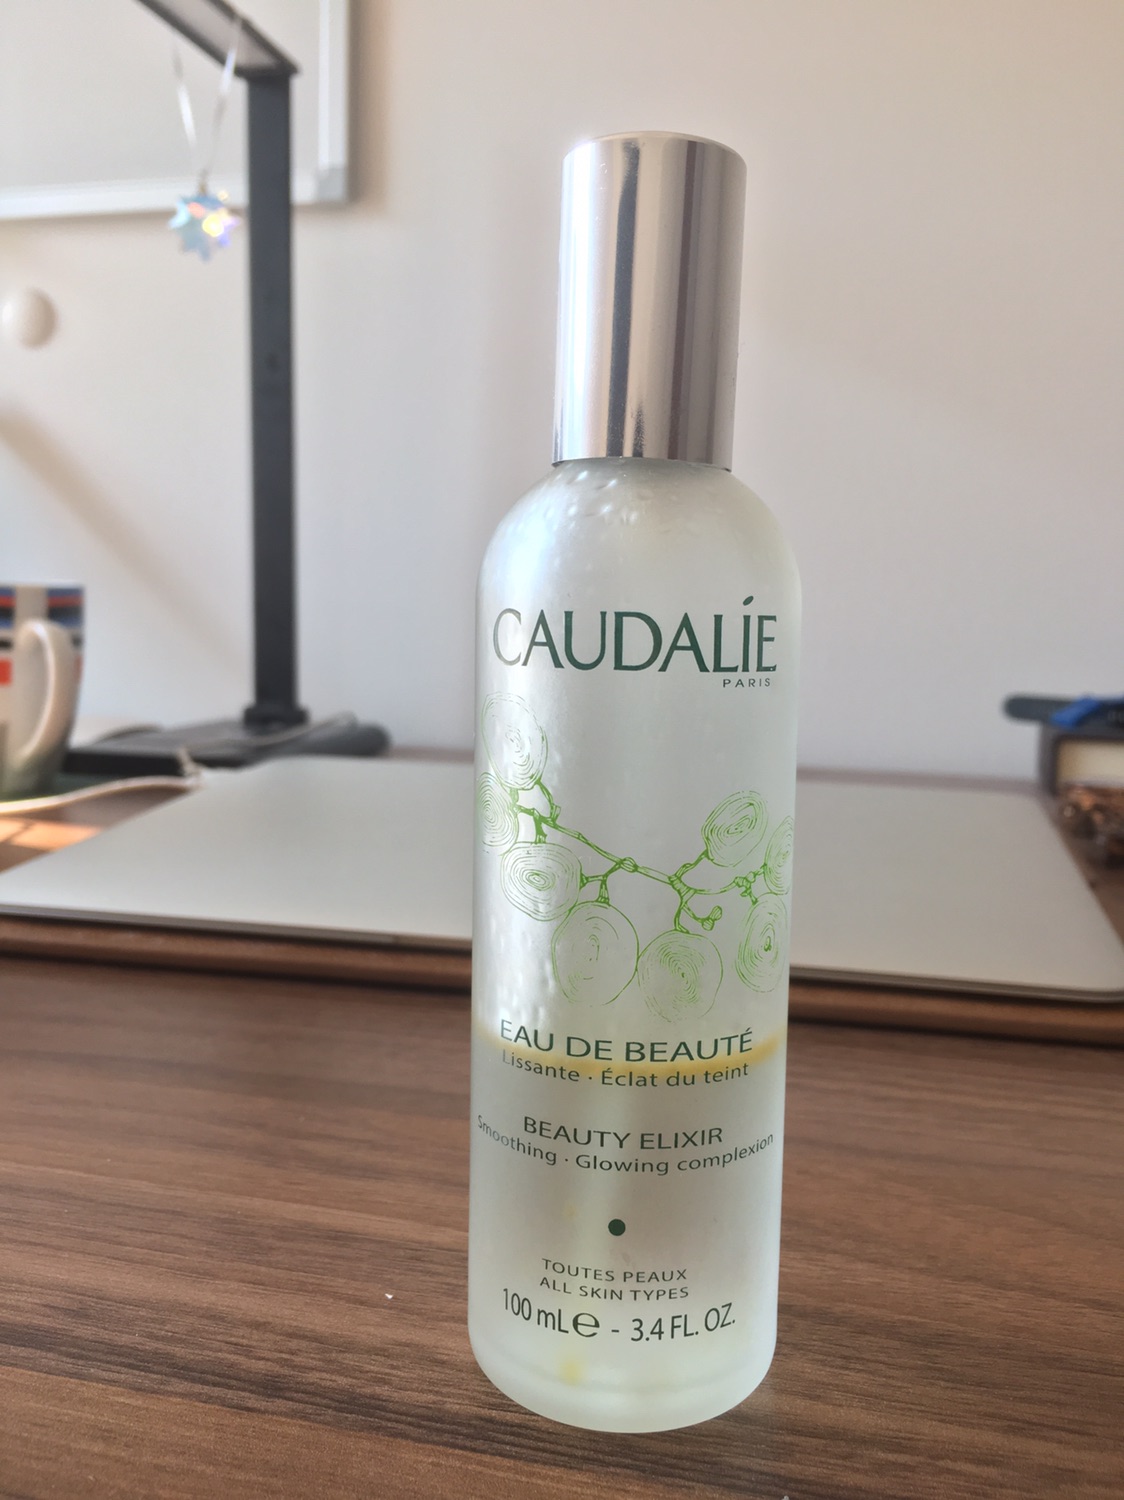 CAUDALÍE
PARIS
EAU DE BEAUTÉ
Lissante · Éclat du teint
BEAUTY ELIXIR
Smoothing · Glowing complexion
TOUTES PEAUX
ALL SKIN TYPES
100 mL ℮ - 3.4 FL. OZ.